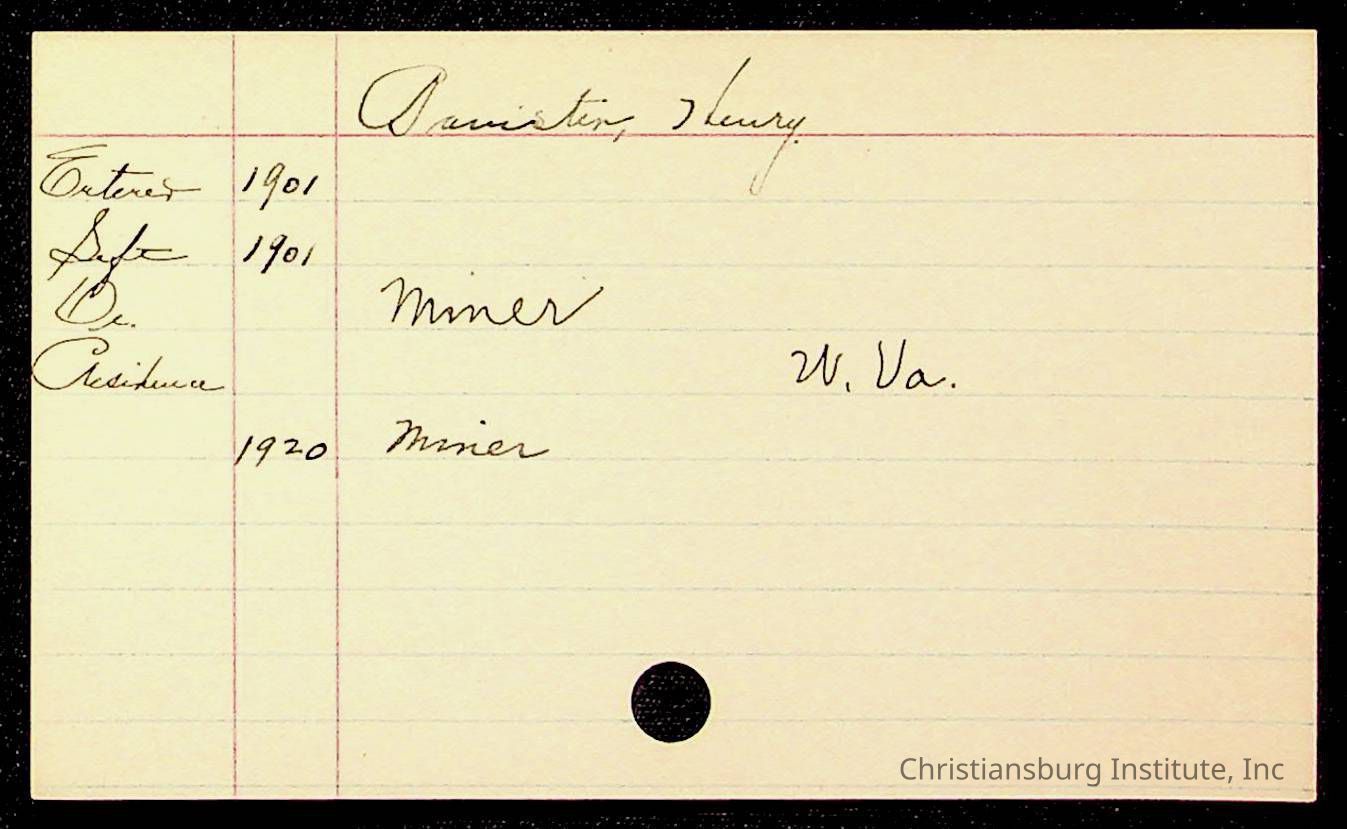 Banister, Henry.
Entered 1901
Left 1901
Oc. Miner
Residence W. Va.
1920 Miner
Christiansburg Institute, Inc